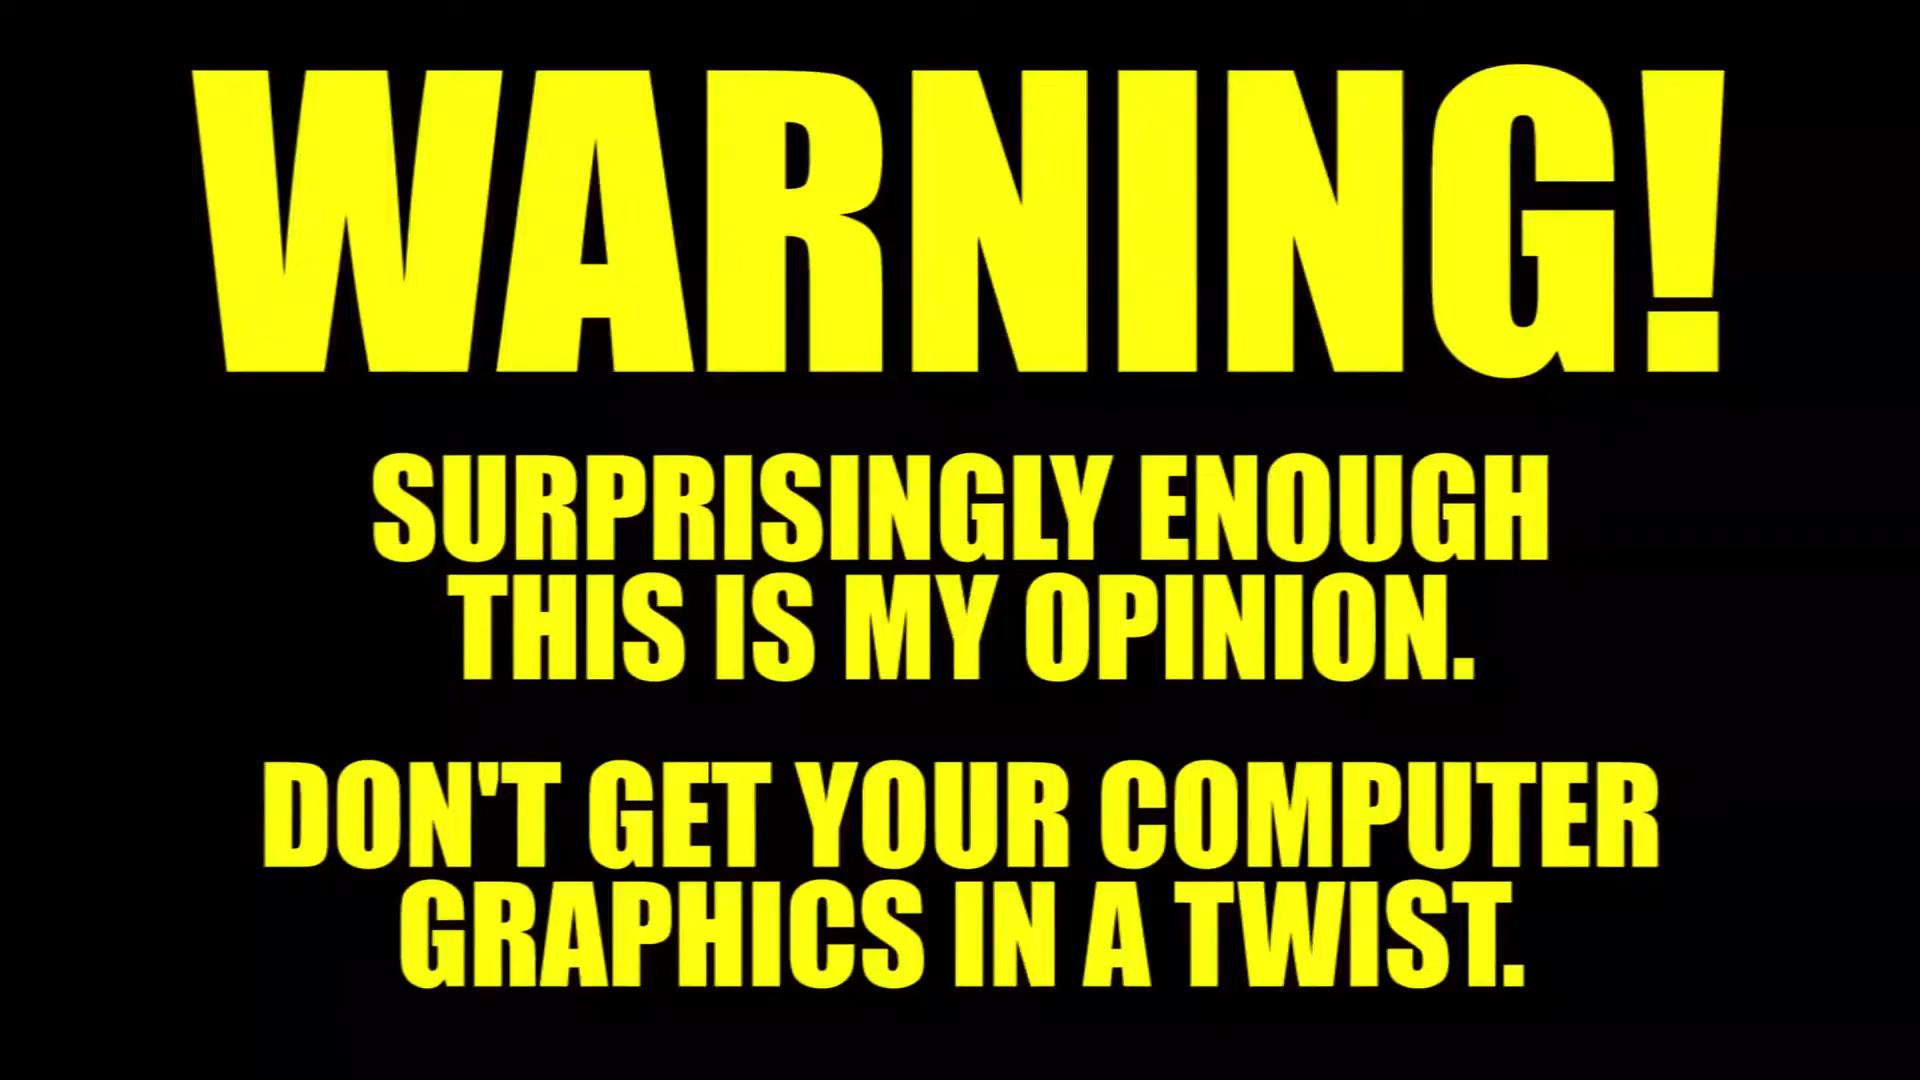 WARNING!
SURPRISINGLY ENOUGH
THIS IS MY OPINION.
DON'T GET YOUR COMPUTER
GRAPHICS IN A TWIST.